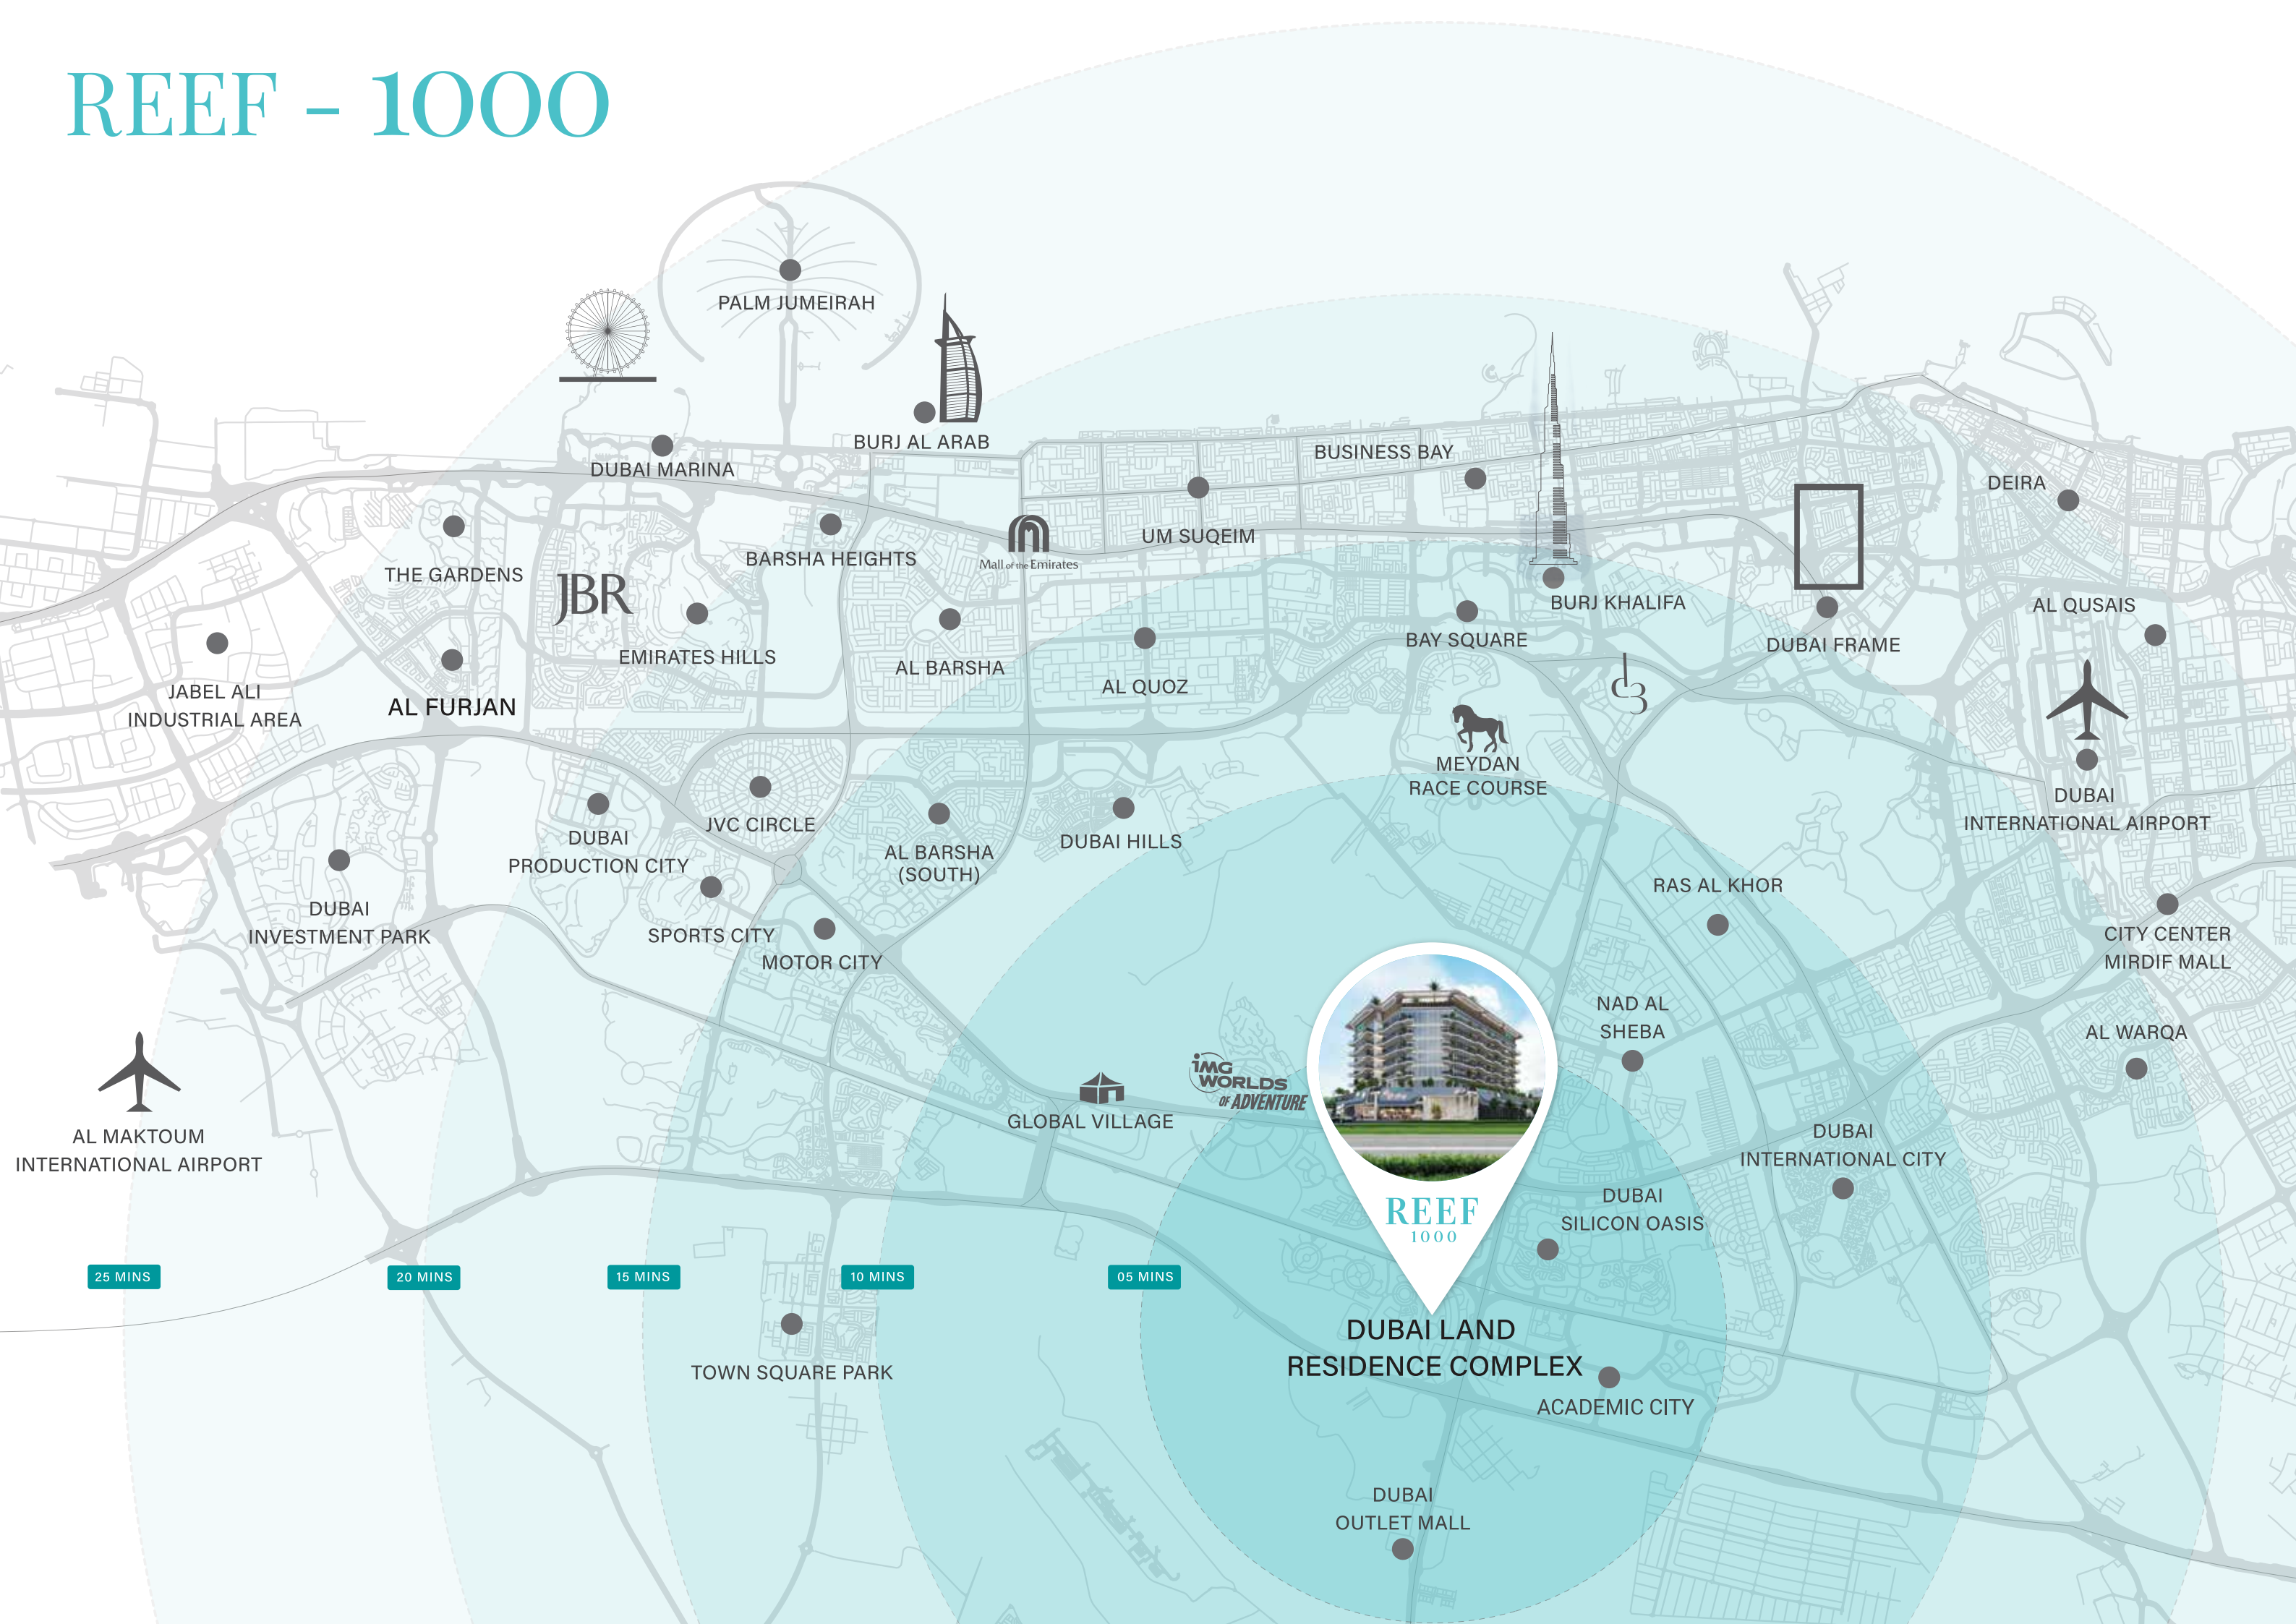 REEF - 1000
PALM JUMEIRAH
BURJ AL ARAB
DUBAI MARINA
BUSINESS BAY
DEIRA
UM SUQEIM
BARSHA HEIGHTS
Mall of the Emirates
THE GARDENS
JBR
BURJ KHALIFA
AL QUSAIS
BAY SQUARE
DUBAI FRAME
EMIRATES HILLS
AL BARSHA
AL QUOZ
d3
JABEL ALI
INDUSTRIAL AREA
AL FURJAN
MEYDAN
RACE COURSE
DUBAI
INTERNATIONAL AIRPORT
JVC CIRCLE
DUBAI
PRODUCTION CITY
DUBAI HILLS
AL BARSHA
(SOUTH)
RAS AL KHOR
DUBAI
INVESTMENT PARK
SPORTS CITY
MOTOR CITY
CITY CENTER
MIRDIF MALL
NAD AL
SHEBA
AL WARQA
iMG
WORLDS
OF ADVENTURE
GLOBAL VILLAGE
AL MAKTOUM
INTERNATIONAL AIRPORT
DUBAI
INTERNATIONAL CITY
DUBAI
SILICON OASIS
REEF
1000
25 MINS
20 MINS
15 MINS
10 MINS
05 MINS
DUBAI LAND
RESIDENCE COMPLEX
TOWN SQUARE PARK
ACADEMIC CITY
DUBAI
OUTLET MALL